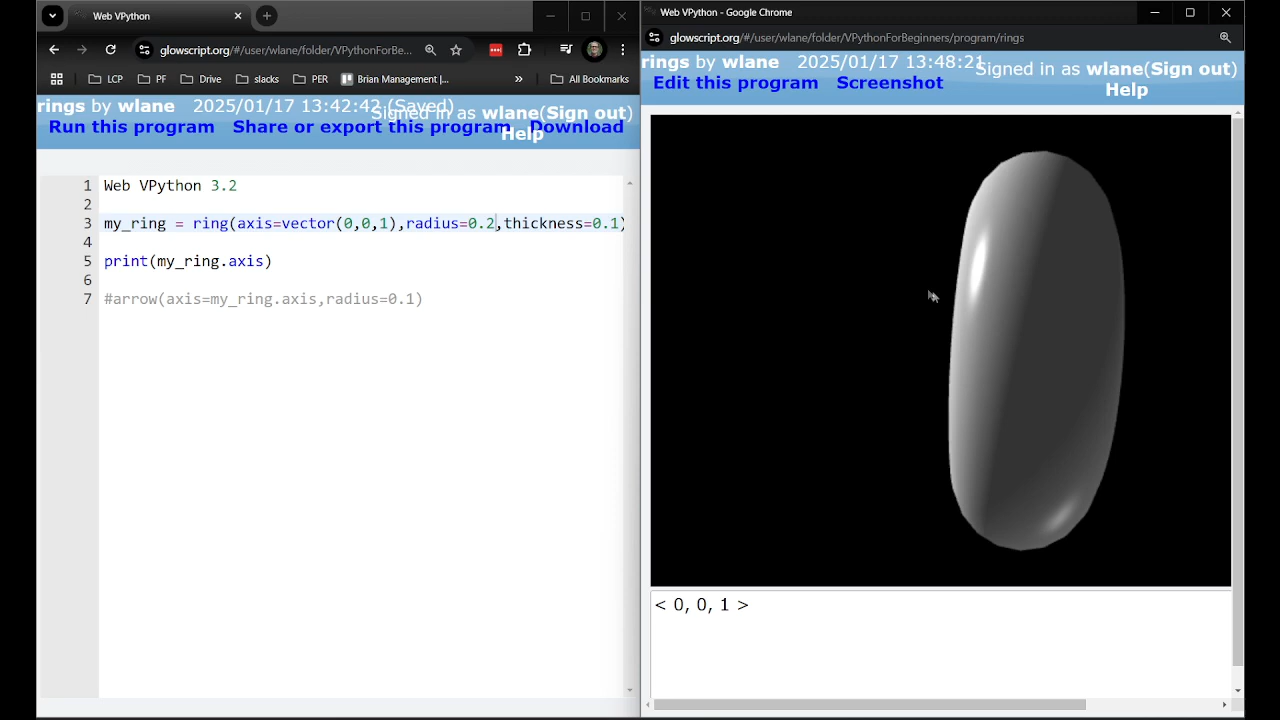 Web VPython
glowscript.org/#/user/wlane/folder/VPythonForBe...
LCP
PF
Drive
slacks
PER
Brian Management |...
»
All Bookmarks
rings by wlane 2025/01/17 13:42:42 (Saved)
Signed in as wlane(Sign out)
Run this program Share or export this program Download
Help
1 Web VPython 3.2
2
3 my_ring = ring(axis=vector(0,0,1),radius=0.2,thickness=0.1)
4
5 print(my_ring.axis)
6
7 #arrow(axis=my_ring.axis,radius=0.1)
Web VPython - Google Chrome
glowscript.org/#/user/wlane/folder/VPythonForBeginners/program/rings
rings by wlane 2025/01/17 13:48:21
Signed in as wlane(Sign out)
Edit this program Screenshot
Help
< 0, 0, 1 >